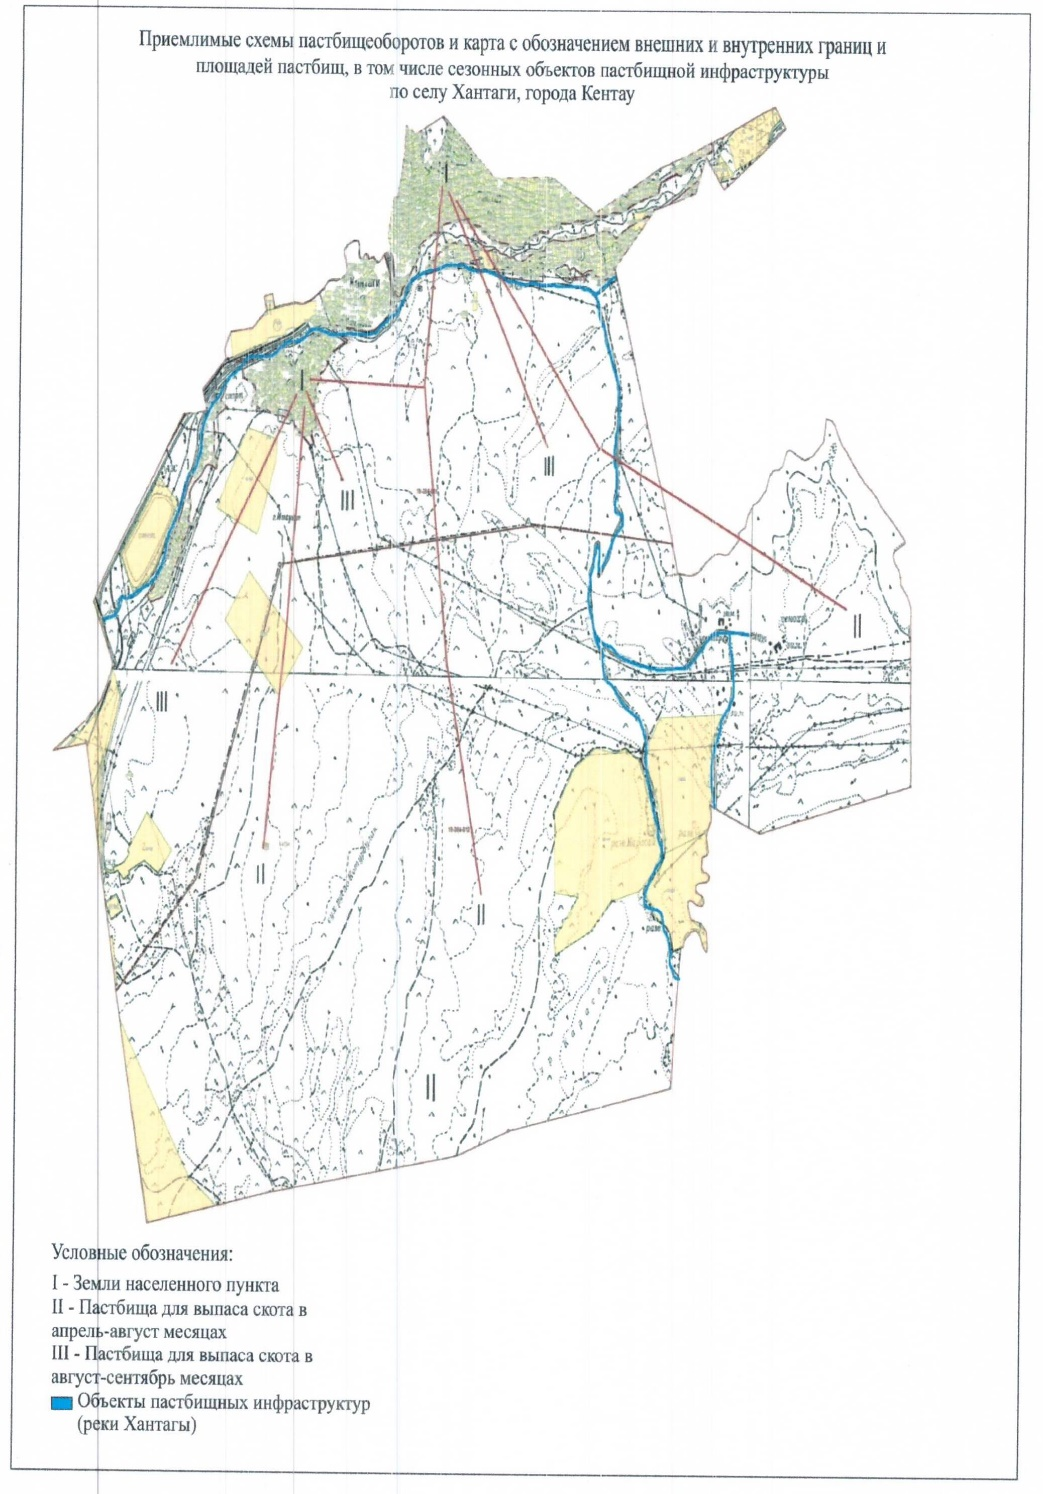 Приемлимые схемы пастбищеоборотов и карта с обозначением внешних и внутренних границ и
площадей пастбищ, в том числе сезонных объектов пастбищной инфраструктуры
по селу Хантаги, города Кентау
I
I
III
III
II
III
II
II
II
Условные обозначения:
I - Земли населенного пункта
II - Пастбища для выпаса скота в
апрель-август месяцах
III - Пастбища для выпаса скота в
август-сентябрь месяцах
Объекты пастбищных инфраструктур
(реки Хантагы)